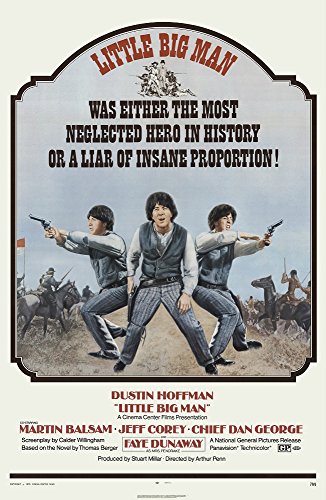 LITTLE BIG MAN
WAS EITHER THE MOST
NEGLECTED HERO IN HISTORY
OR A LIAR OF INSANE PROPORTION!
DUSTIN HOFFMAN
"LITTLE BIG MAN"
A Cinema Center Films Presentation
CO-STARRING
MARTIN BALSAM · JEFF COREY · CHIEF DAN GEORGE
Screenplay by Calder Willingham
Based on the Novel by Thomas Berger
FAYE DUNAWAY
AS MRS. PENDRAKE
A National General Pictures Release
Panavision® Technicolor®
GP
Produced by Stuart Millar · Directed by Arthur Penn